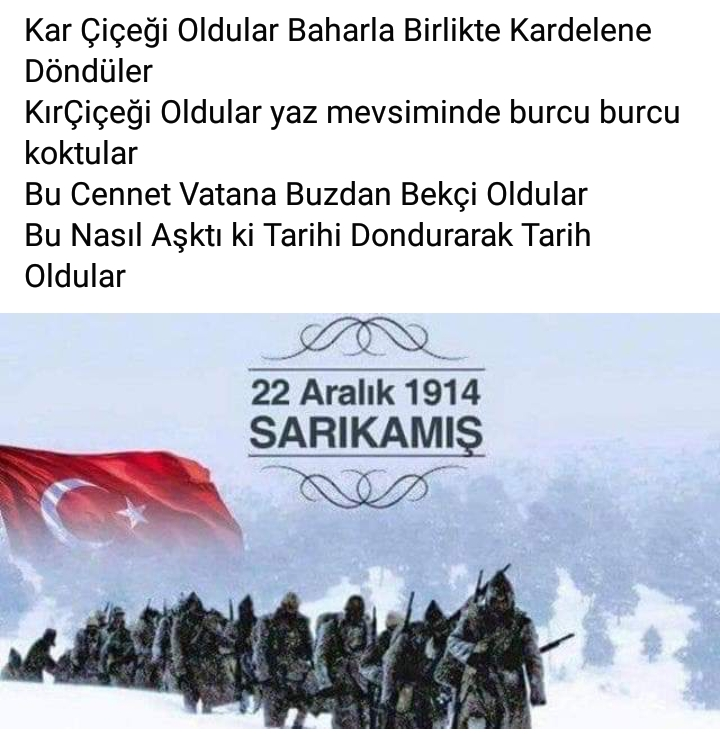 Kar Çiçeği Oldular Baharla Birlikte Kardelene
Döndüler
KırÇiçeği Oldular yaz mevsiminde burcu burcu
koktular
Bu Cennet Vatana Buzdan Bekçi Oldular
Bu Nasıl Aşktı ki Tarihi Dondurarak Tarih
Oldular
22 Aralık 1914
SARIKAMIŞ